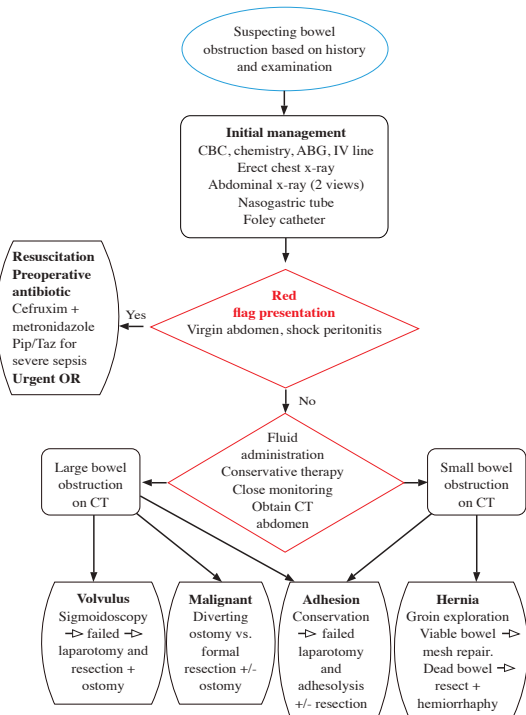 Suspecting bowel
obstruction based on history
and examination
Initial management
CBC, chemistry, ABG, IV line
Erect chest x-ray
Abdominal x-ray (2 views)
Nasogastric tube
Foley catheter
Resuscitation
Preoperative
antibiotic
Cefruxim +
metronidazole
Pip/Taz for
severe sepsis
Urgent OR
Yes
Red
flag presentation
Virgin abdomen, shock peritonitis
No
Fluid
administration
Conservative therapy
Close monitoring
Obtain CT
abdomen
Large bowel
obstruction
on CT
Small bowel
obstruction
on CT
Volvulus
Sigmoidoscopy
→ failed →
laparotomy and
resection +
ostomy
Malignant
Diverting
ostomy vs.
formal
resection +/-
ostomy
Adhesion
Conservation
→ failed
laparotomy
and
adhesolysis
+/- resection
Hernia
Groin exploration
Viable bowel →
mesh repair.
Dead bowel →
resect +
hemiorrhaphy